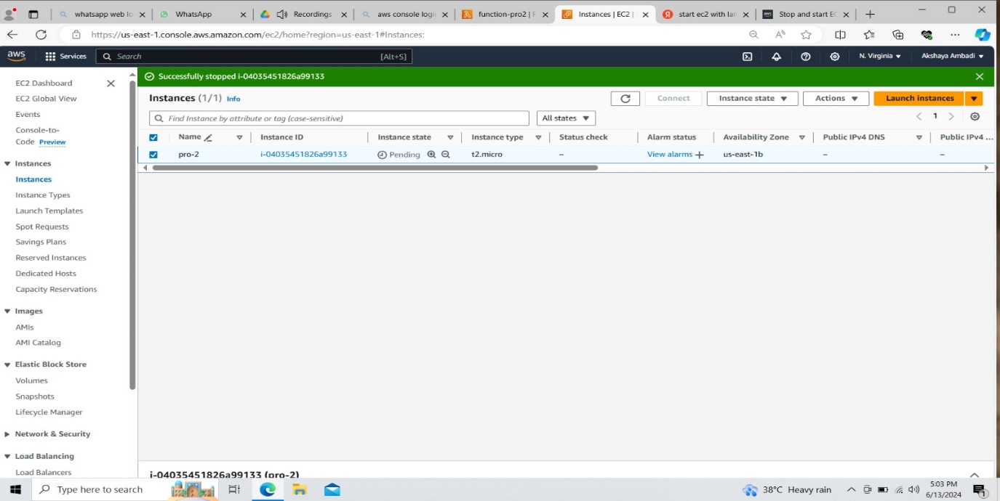 whatsapp web lo
WhatsApp
Recordings
aws console logi
function-pro2 | F
Instances | EC2 |
start ec2 with lam
Stop and start EC
https://us-east-1.console.aws.amazon.com/ec2/home?region=us-east-1#Instances:
aws
Services
Search
[Alt+S]
N. Virginia
Akshaya Ambadi
EC2 Dashboard
EC2 Global View
Events
Console-to-
Code Preview
Instances
Instances
Instance Types
Launch Templates
Spot Requests
Savings Plans
Reserved Instances
Dedicated Hosts
Capacity Reservations
Images
AMIs
AMI Catalog
Elastic Block Store
Volumes
Snapshots
Lifecycle Manager
Network & Security
Load Balancing
Load Balancers
Successfully stopped i-04035451826a99133
Instances (1/1) Info
Connect
Instance state
Actions
Launch instances
Find Instance by attribute or tag (case-sensitive)
All states
1
Name
Instance ID
Instance state
Instance type
Status check
Alarm status
Availability Zone
Public IPv4 DNS
Public IPv4 ...
pro-2
i-04035451826a99133
Pending
t2.micro
–
View alarms +
us-east-1b
–
–
i-04035451826a99133 (pro-2)
Type here to search
38°C Heavy rain
5:03 PM
6/13/2024
1